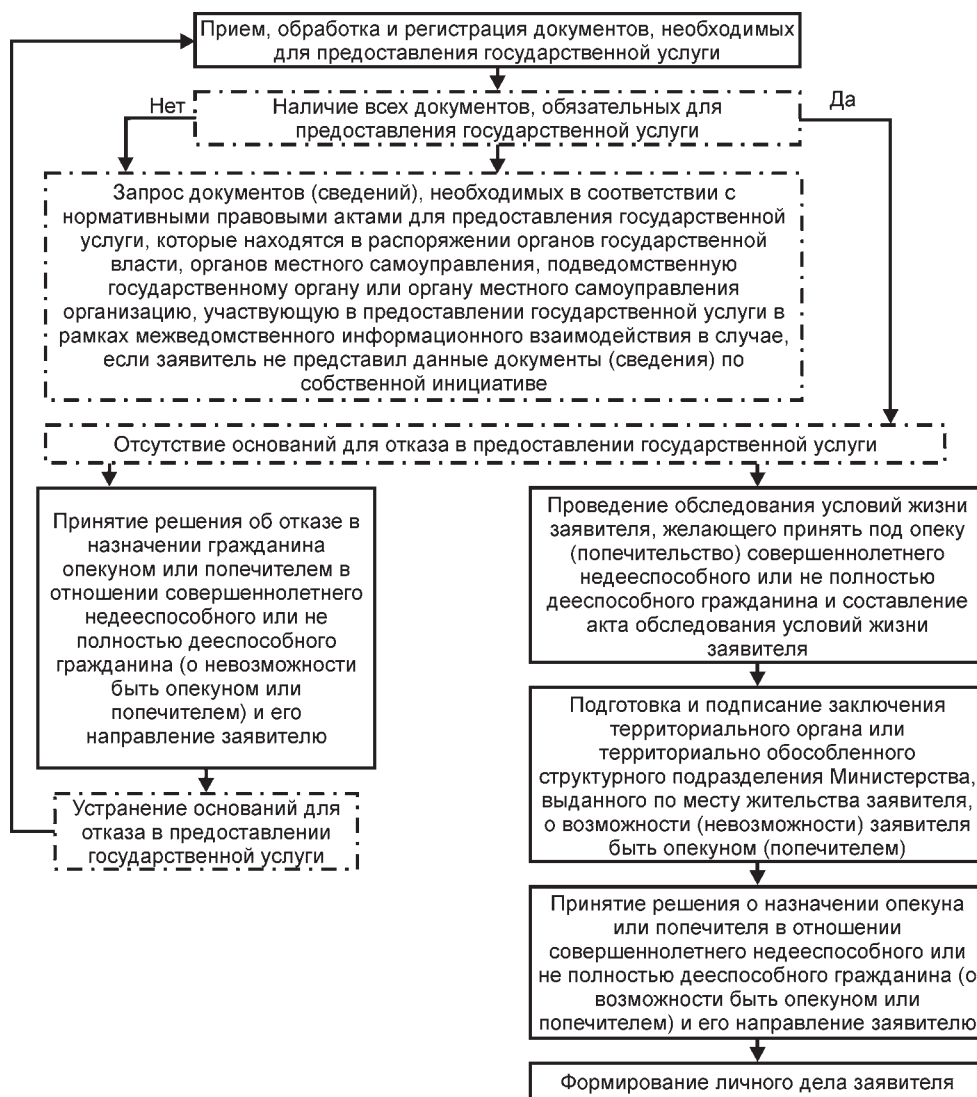 Прием, обработка и регистрация документов, необходимых
для предоставления государственной услуги
Нет
Наличие всех документов, обязательных для
предоставления государственной услуги
Да
Запрос документов (сведений), необходимых в соответствии с
нормативными правовыми актами для предоставления государственной
услуги, которые находятся в распоряжении органов государственной
власти, органов местного самоуправления, подведомственную
государственному органу или органу местного самоуправления
организацию, участвующую в предоставлении государственной услуги в
рамках межведомственного информационного взаимодействия в случае,
если заявитель не представил данные документы (сведения) по
собственной инициативе
Отсутствие оснований для отказа в предоставлении государственной услуги
Принятие решения об отказе в
назначении гражданина
опекуном или попечителем в
отношении совершеннолетнего
недееспособного или не
полностью дееспособного
гражданина (о невозможности
быть опекуном или
попечителем) и его
направление заявителю
Устранение оснований для
отказа в предоставлении
государственной услуги
Проведение обследования условий жизни
заявителя, желающего принять под опеку
(попечительство) совершеннолетнего
недееспособного или не полностью
дееспособного гражданина и составление
акта обследования условий жизни
заявителя
Подготовка и подписание заключения
территориального органа или
территориально обособленного
структурного подразделения Министерства,
выданного по месту жительства заявителя,
о возможности (невозможности) заявителя
быть опекуном (попечителем)
Принятие решения о назначении опекуна
или попечителя в отношении
совершеннолетнего недееспособного или
не полностью дееспособного гражданина (о
возможности быть опекуном или
попечителем) и его направление заявителю
Формирование личного дела заявителя